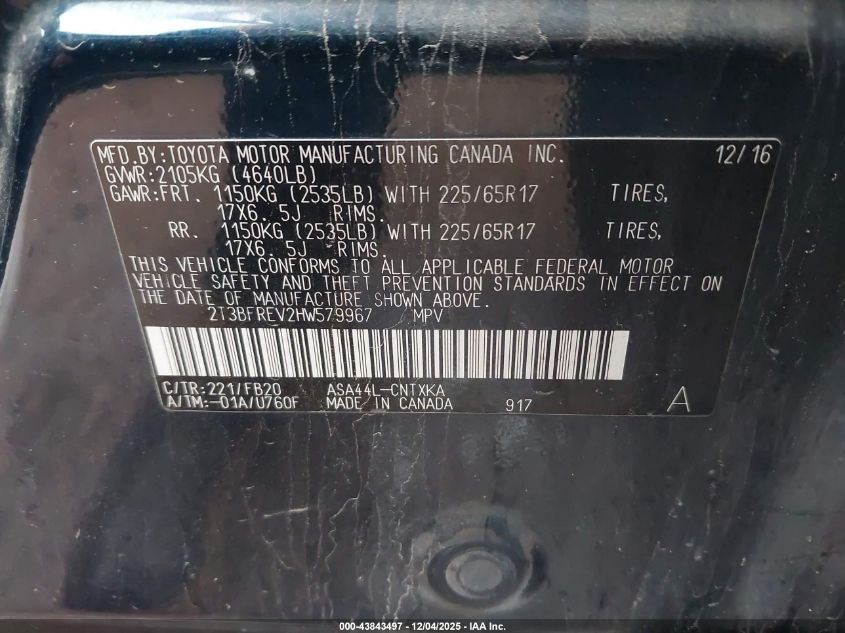 MFD.BY:TOYOTA MOTOR MANUFACTURING CANADA INC. 12/16
GVWR:2105KG (4640LB)
GAWR:FRT. 1150KG (2535LB) WITH 225/65R17 TIRES,
17X6. 5J RIMS.
RR. 1150KG (2535LB) WITH 225/65R17 TIRES,
17X6. 5J RIMS.
THIS VEHICLE CONFORMS TO ALL APPLICABLE FEDERAL MOTOR
VEHICLE SAFETY AND THEFT PREVENTION STANDARDS IN EFFECT ON
THE DATE OF MANUFACTURE SHOWN ABOVE.
2T3BFREV2HW579967 MPV
C/TR:221/FB20 ASA44L-CNTXKA
A/TM:-01A/U760F MADE IN CANADA 917 A
000-43843497 - 12/04/2025 - IAA Inc.